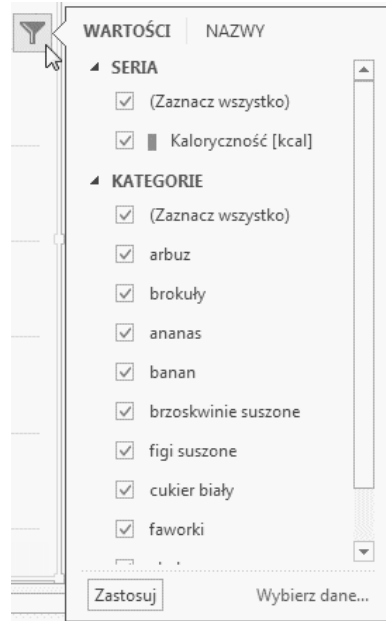 WARTOŚCI NAZWY
SERIA
(Zaznacz wszystko)
Kaloryczność [kcal]
KATEGORIE
(Zaznacz wszystko)
arbuz
brokuły
ananas
banan
brzoskwinie suszone
figi suszone
cukier biały
faworki
Zastosuj Wybierz dane...